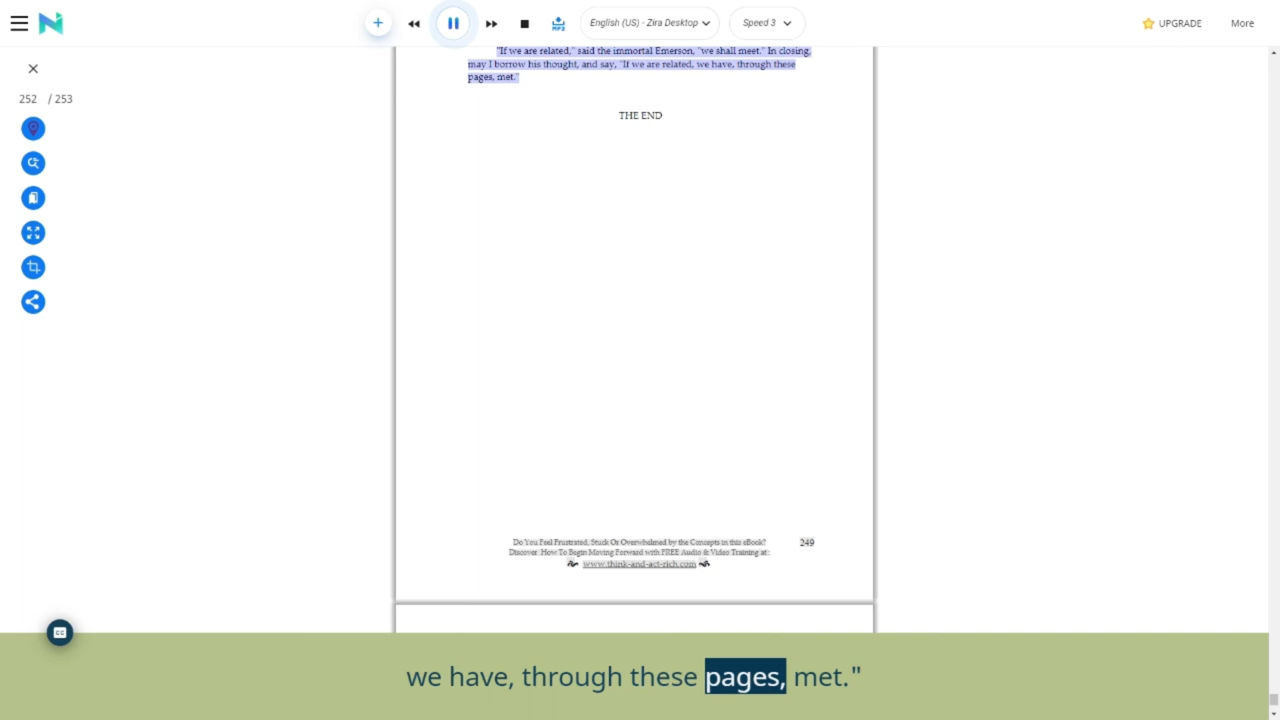 English (US) - Zira Desktop
Speed 3
UPGRADE
More
MP3
252 / 253
"If we are related," said the immortal Emerson, "we shall meet." In closing,
may I borrow his thought, and say, "If we are related, we have, through these
pages, met."
THE END
Do You Feel Frustrated, Stuck Or Overwhelmed by the Concepts in this eBook?
249
Discover How To Begin Moving Forward with FREE Audio & Video Training at:
www.think-and-act-rich.com
CC
we have, through these pages, met."